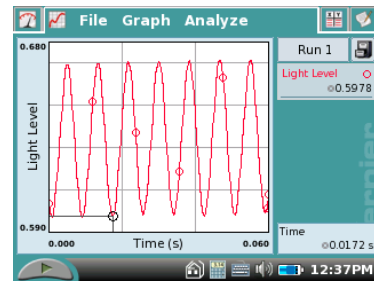 File Graph Analyze
Run 1
0.680
Light Level
0.5978
Light Level
0.590
0.000
Time (s)
0.060
Time
0.0172 s
12:37PM